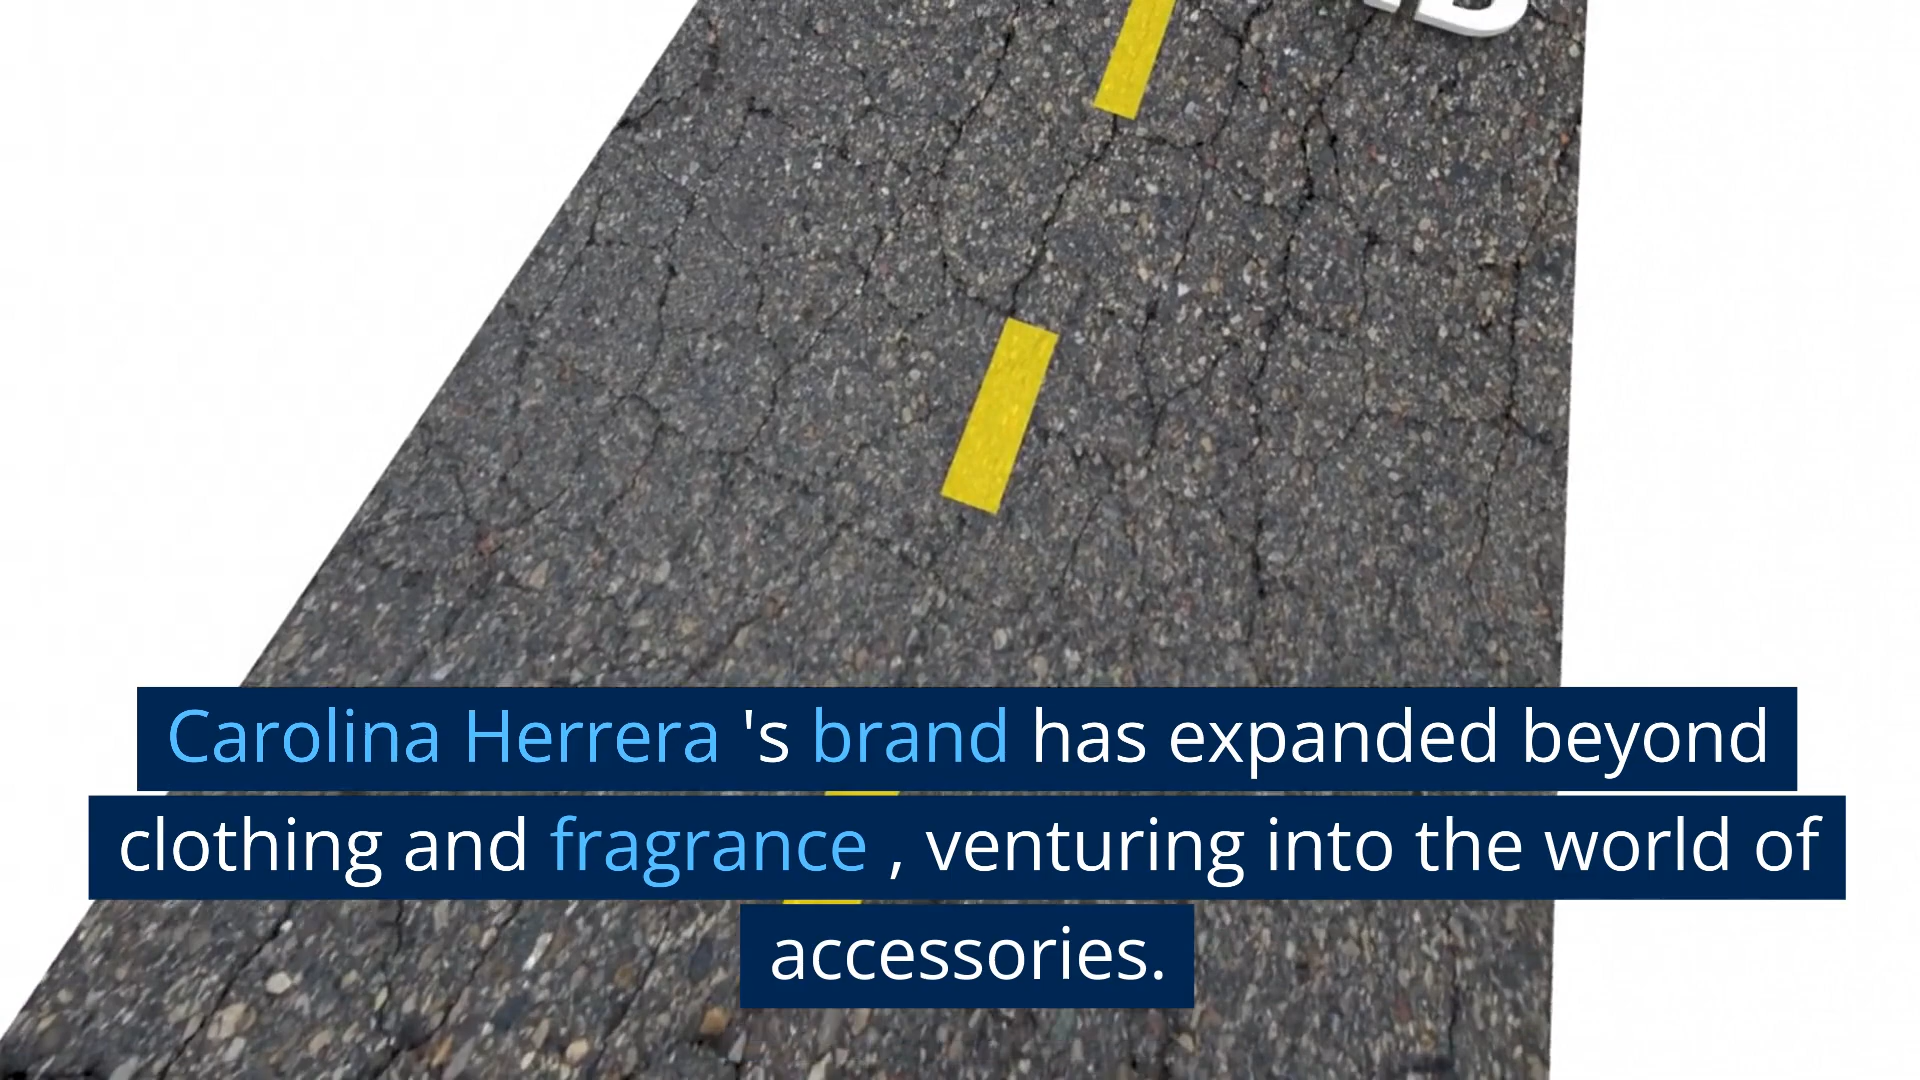 Carolina Herrera 's brand has expanded beyond
clothing and fragrance , venturing into the world of
accessories.